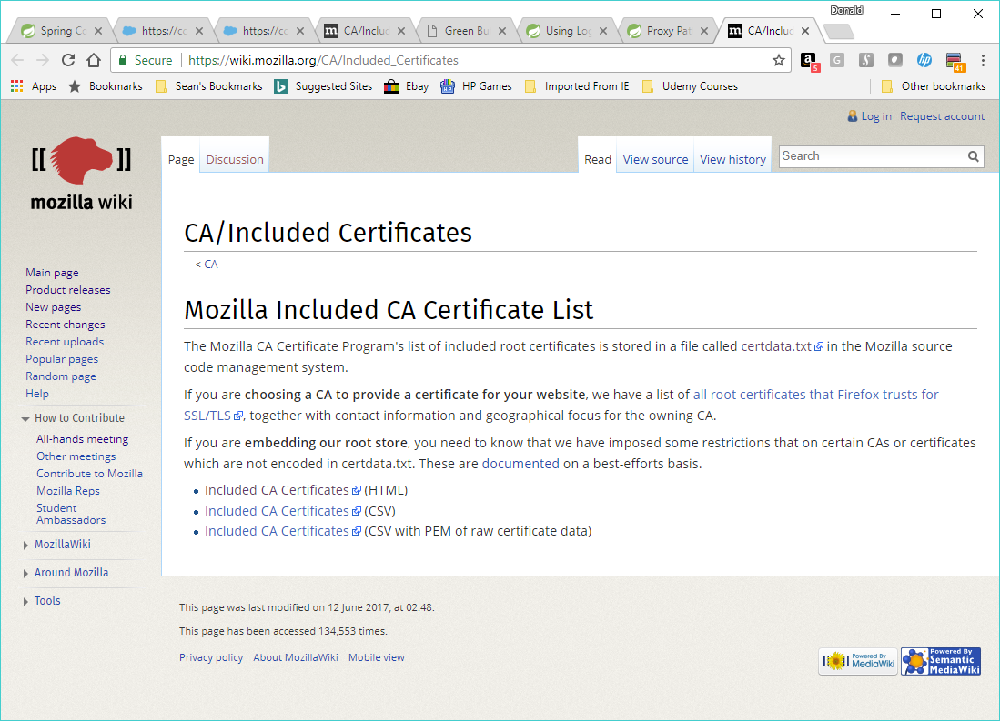 Donald
Spring Co
https://cc
https://cc
CA/Includ
Green Bu
Using Log
Proxy Pat
CA/Includ
Secure https://wiki.mozilla.org/CA/Included_Certificates
a 5 G hp 41
Apps Bookmarks Sean's Bookmarks Suggested Sites Ebay HP Games Imported From IE Udemy Courses Other bookmarks
Log in Request account
[[ ]]
mozilla wiki
Page Discussion Read View source View history Search
CA/Included Certificates
< CA
Mozilla Included CA Certificate List
The Mozilla CA Certificate Program's list of included root certificates is stored in a file called certdata.txt in the Mozilla source
code management system.
If you are choosing a CA to provide a certificate for your website, we have a list of all root certificates that Firefox trusts for
SSL/TLS, together with contact information and geographical focus for the owning CA.
If you are embedding our root store, you need to know that we have imposed some restrictions that on certain CAs or certificates
which are not encoded in certdata.txt. These are documented on a best-efforts basis.
Included CA Certificates (HTML)
Included CA Certificates (CSV)
Included CA Certificates (CSV with PEM of raw certificate data)
Main page
Product releases
New pages
Recent changes
Recent uploads
Popular pages
Random page
Help
How to Contribute
All-hands meeting
Other meetings
Contribute to Mozilla
Mozilla Reps
Student
Ambassadors
MozillaWiki
Around Mozilla
Tools
This page was last modified on 12 June 2017, at 02:48.
This page has been accessed 134,553 times.
Privacy policy About MozillaWiki Mobile view
Powered By
MediaWiki
Powered By
Semantic
MediaWiki